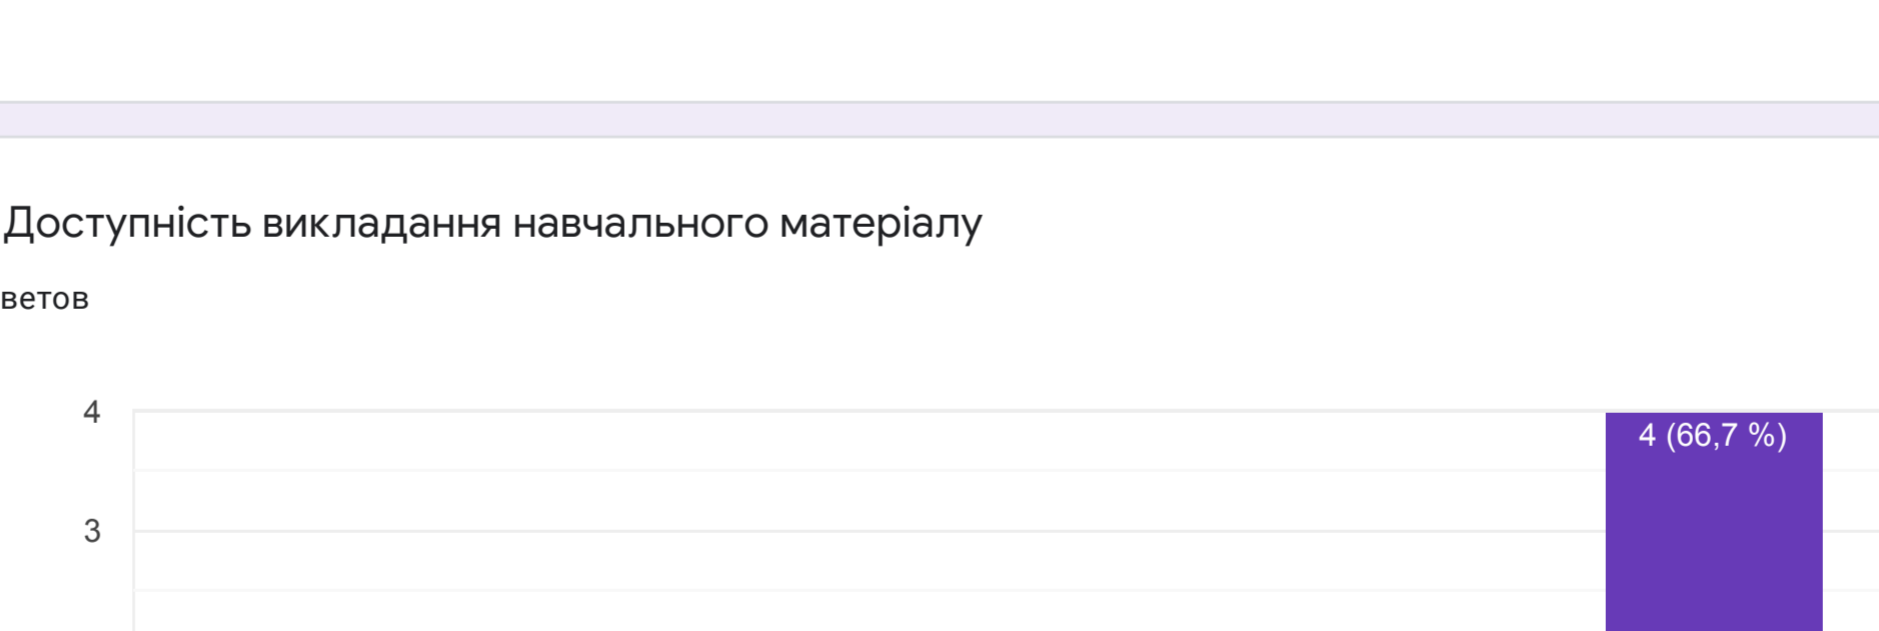 Доступність викладання навчального матеріалу
ветов
4
4 (66,7 %)
3